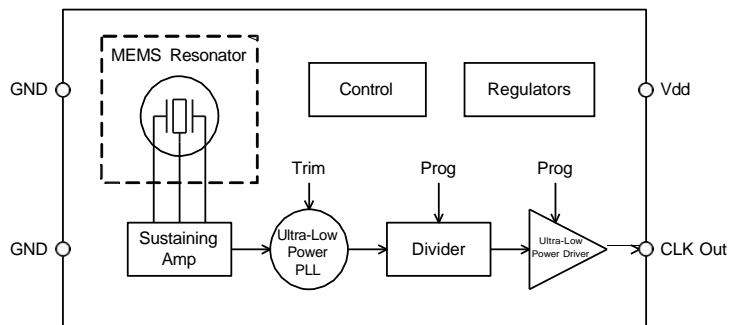 MEMS Resonator
GND
Control
Regulators
Vdd
Trim
Prog
Prog
GND
Sustaining
Amp
Ultra-Low
Power
PLL
Divider
Ultra-Low
Power Driver
CLK Out